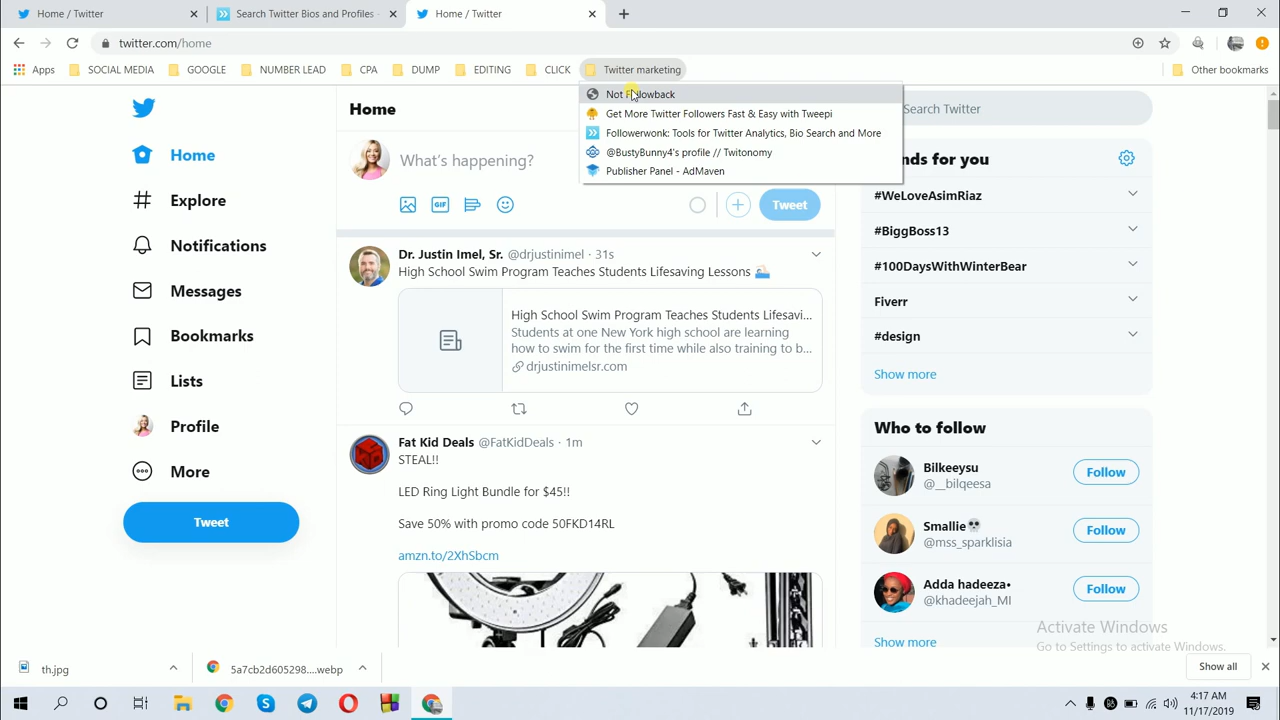 Home / Twitter
Search Twitter Bios and Profiles
Home / Twitter
twitter.com/home
Apps
SOCIAL MEDIA
GOOGLE
NUMBER LEAD
CPA
DUMP
EDITING
CLICK
Twitter marketing
Other bookmarks
Not Followback
Get More Twitter Followers Fast & Easy with Tweepi
Followerwonk: Tools for Twitter Analytics, Bio Search and More
@BustyBunny4's profile // Twitonomy
Publisher Panel - AdMaven
Home
Explore
Notifications
Messages
Bookmarks
Lists
Profile
More
Tweet
Home
What's happening?
GIF
Tweet
Dr. Justin Imel, Sr. @drjustinimel · 31s
High School Swim Program Teaches Students Lifesaving Lessons
High School Swim Program Teaches Students Lifesavi...
Students at one New York high school are learning
how to swim for the first time while also training to b...
drjustinimelsr.com
Fat Kid Deals @FatKidDeals · 1m
STEAL!!
LED Ring Light Bundle for $45!!
Save 50% with promo code 50FKD14RL
amzn.to/2XhSbcm
Search Twitter
nds for you
#WeLoveAsimRiaz
#BiggBoss13
#100DaysWithWinterBear
Fiverr
#design
Show more
Who to follow
Bilkeeysu
@__bilqeesa
Follow
Smallie
@mss_sparklisia
Follow
Adda hadeeza•
@khadeejah_MI
Follow
Show more
Activate Windows
Go to Settings to activate Windows.
th.jpg
5a7cb2d605298....webp
Show all
4:17 AM
11/17/2019